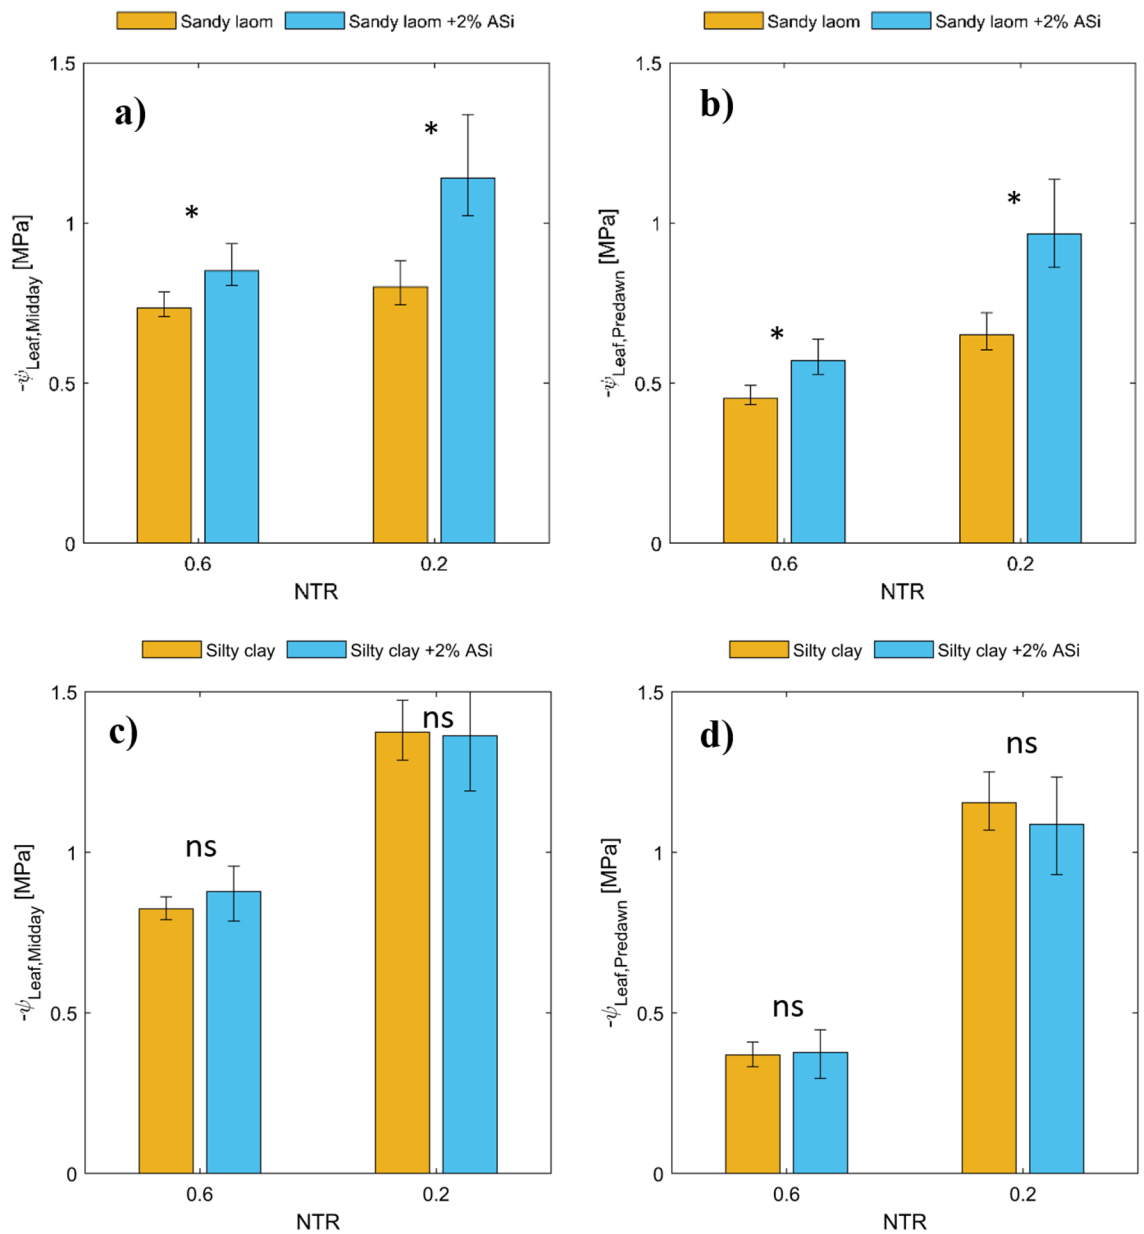 Sandy laom Sandy laom +2% ASi
a)
*
*
-ψLeaf,Midday [MPa]
1.5
1
0.5
0
0.6 0.2
NTR
Sandy laom Sandy laom +2% ASi
b)
*
*
-ψLeaf,Predawn [MPa]
1.5
1
0.5
0
0.6 0.2
NTR
Silty clay Silty clay +2% ASi
c)
ns
ns
-ψLeaf,Midday [MPa]
1.5
1
0.5
0
0.6 0.2
NTR
Silty clay Silty clay +2% ASi
d)
ns
ns
-ψLeaf,Predawn [MPa]
1.5
1
0.5
0
0.6 0.2
NTR